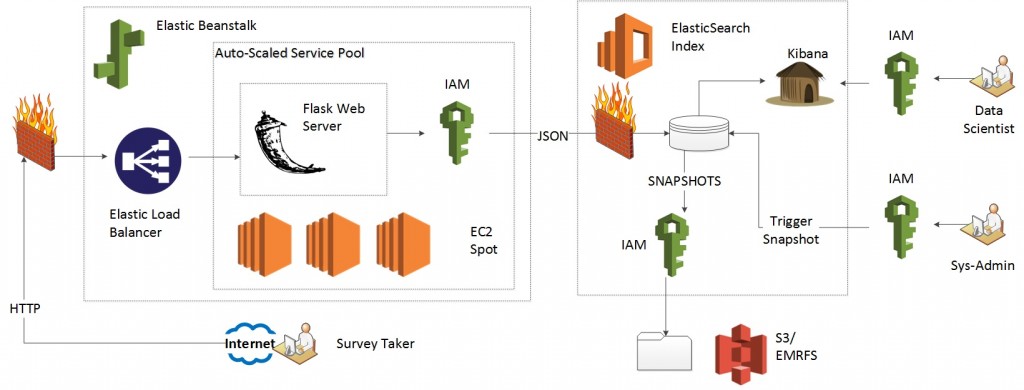 Elastic Beanstalk
Auto-Scaled Service Pool
Flask Web
Server
IAM
Elastic Load
Balancer
EC2
Spot
HTTP
Internet
Survey Taker
JSON
ElasticSearch
Index
Kibana
IAM
Data
Scientist
SNAPSHOTS
IAM
Trigger
Snapshot
IAM
Sys-Admin
S3/
EMRFS